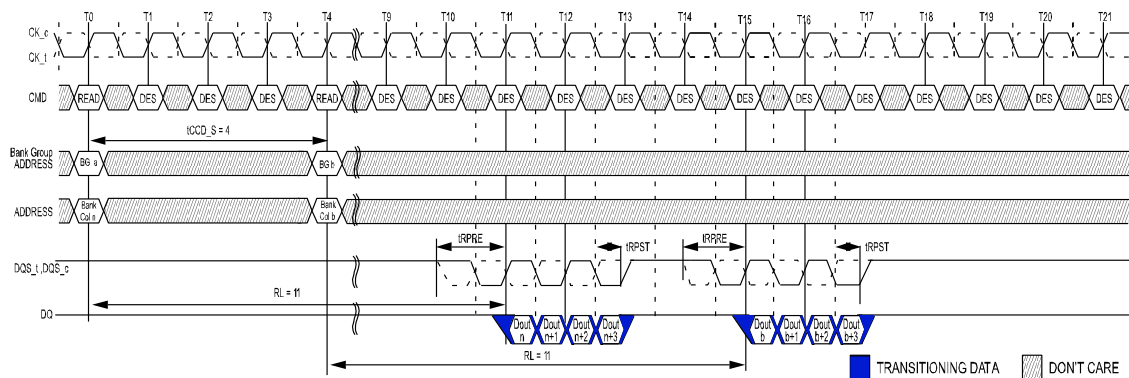 T0 T1 T2 T3 T4 T9 T10 T11 T12 T13 T14 T15 T16 T17 T18 T19 T20 T21
CK_c
CK_t
CMD READ DES DES DES READ DES DES DES DES DES DES DES DES DES DES DES DES DES
tCCD_S = 4
Bank Group
ADDRESS BG a BG b
ADDRESS Bank Col n Bank Col b
tRPRE tRPST tRPRE tRPST
DQS_t ,DQS_c
RL = 11
DQ Dout n Dout n+1 Dout n+2 Dout n+3 Dout b Dout b+1 Dout b+2 Dout b+3
RL = 11
TRANSITIONING DATA DON'T CARE